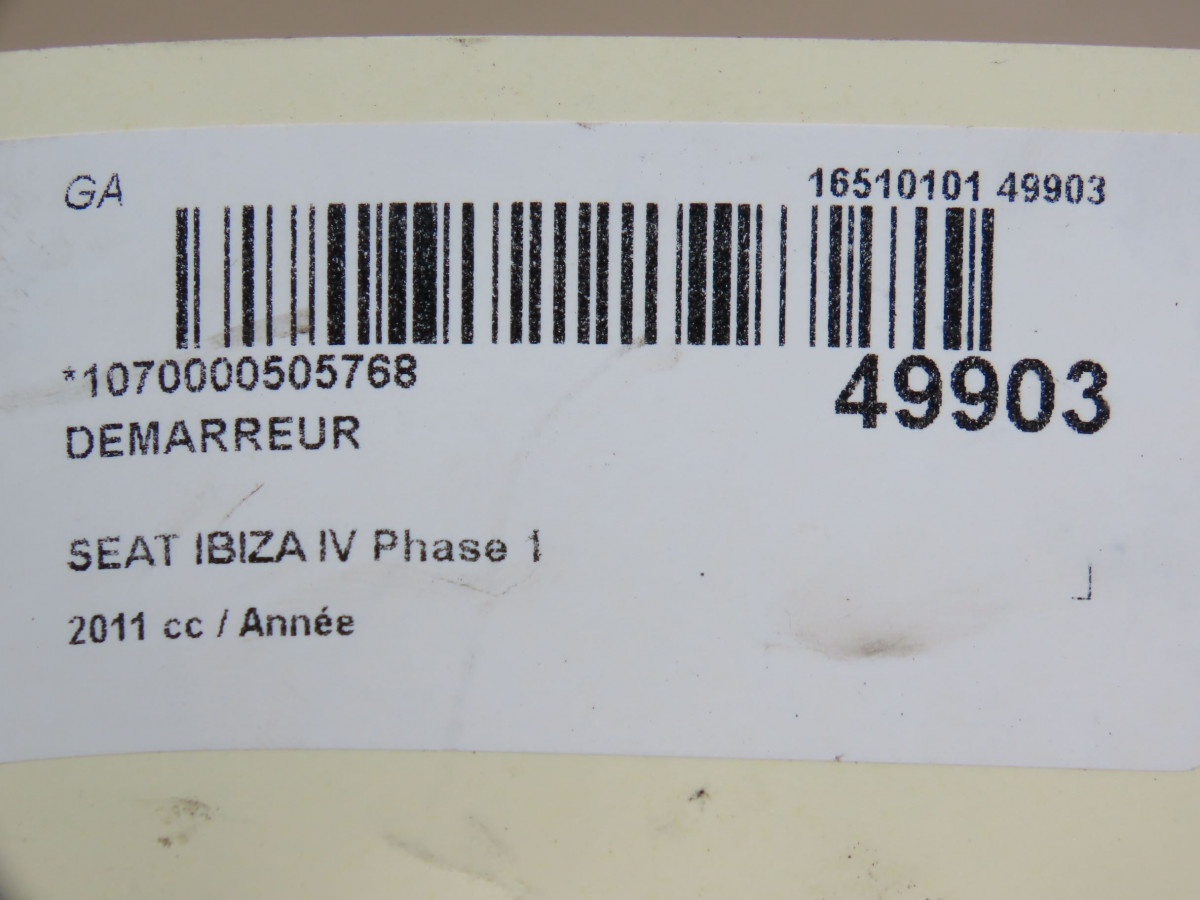 GA
16510101 49903
*1070000505768
49903
DEMARREUR
SEAT IBIZA IV Phase 1
2011 cc / Année